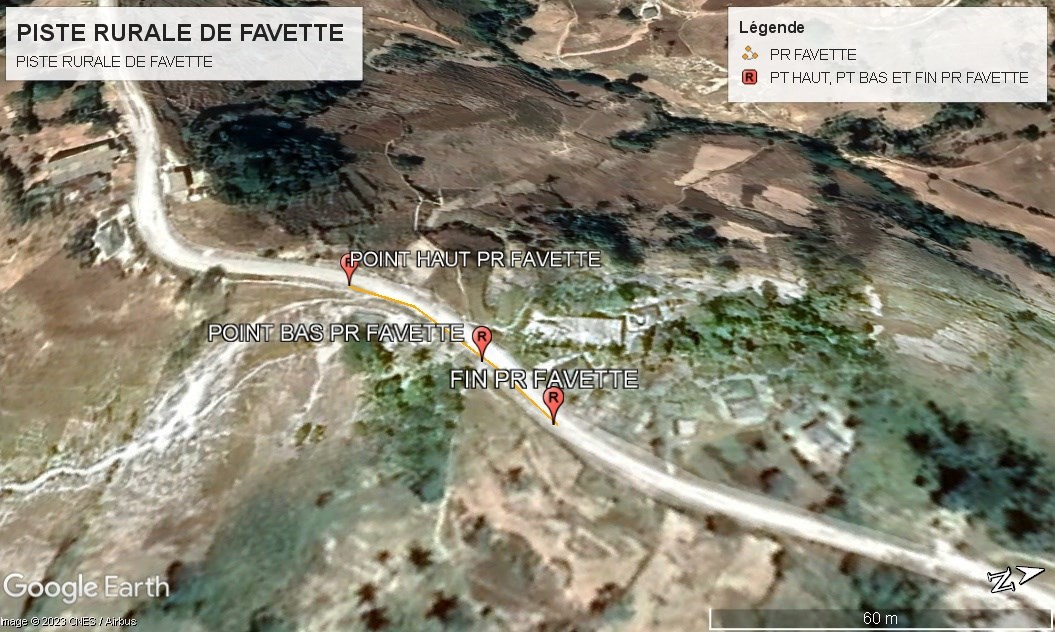 PISTE RURALE DE FAVETTE
PISTE RURALE DE FAVETTE
Légende
PR FAVETTE
R PT HAUT, PT BAS ET FIN PR FAVETTE
R POINT HAUT PR FAVETTE
POINT BAS PR FAVETTE R
FIN PR FAVETTE
R
Google Earth
mage © 2023 CNES / Airbus
N
60 m